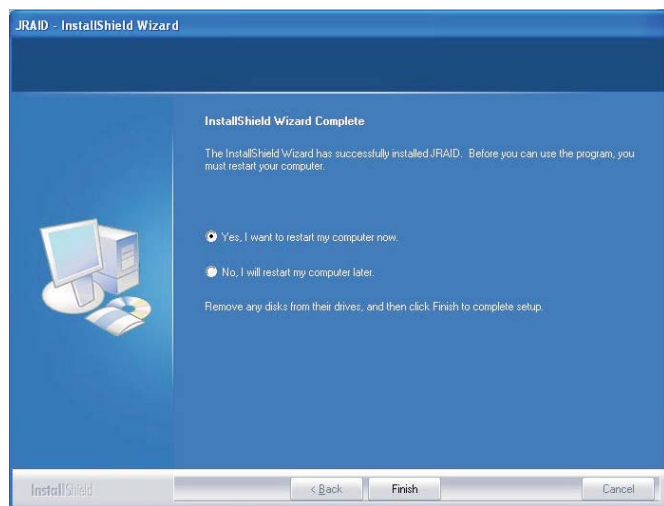 JRAID - InstallShield Wizard
InstallShield Wizard Complete
The InstallShield Wizard has successfully installed JRAID. Before you can use the program, you
must restart your computer.
Yes, I want to restart my computer now.
No, I will restart my computer later.
Remove any disks from their drives, and then click Finish to complete setup.
InstallShield
< Back
Finish
Cancel